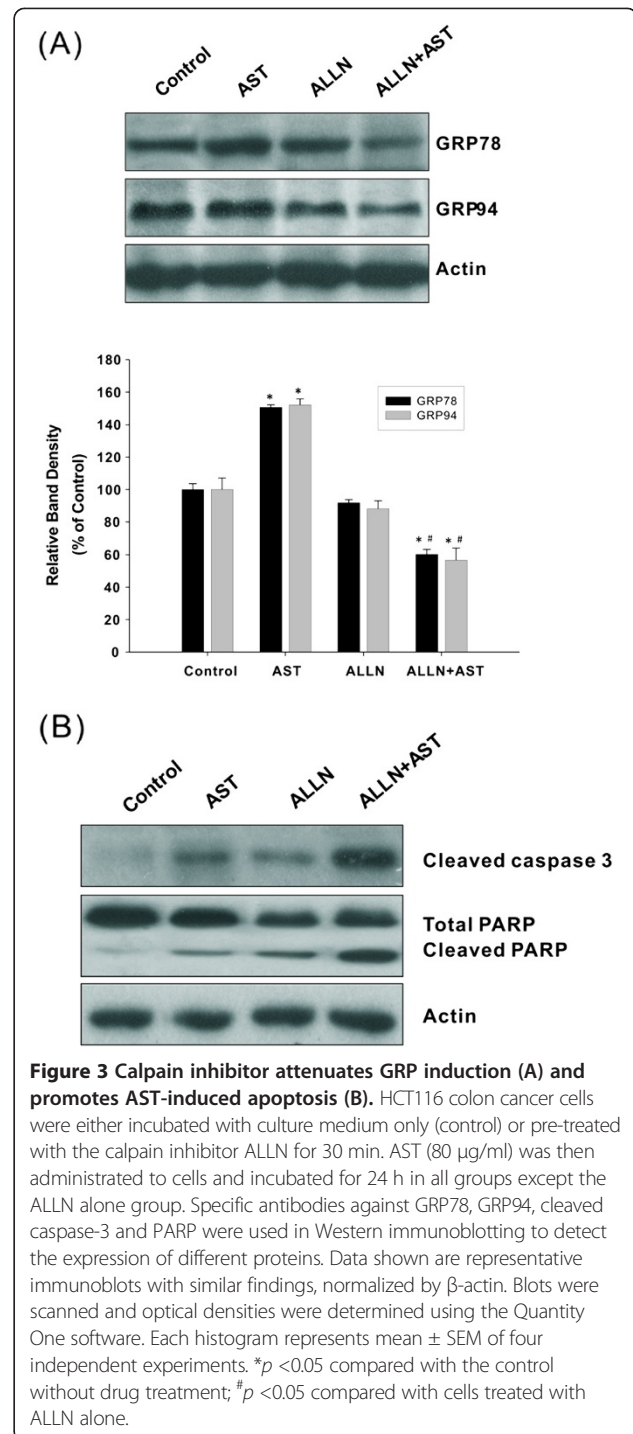 (A)
Control AST ALLN ALLN+AST
GRP78
GRP94
Actin
180
160
140
120
100
80
60
40
20
0
Relative Band Density
(% of Control)
* *
* # * #
GRP78
GRP94
Control AST ALLN ALLN+AST
(B)
Control AST ALLN ALLN+AST
Cleaved caspase 3
Total PARP
Cleaved PARP
Actin
Figure 3 Calpain inhibitor attenuates GRP induction (A) and
promotes AST-induced apoptosis (B). HCT116 colon cancer cells
were either incubated with culture medium only (control) or pre-treated
with the calpain inhibitor ALLN for 30 min. AST (80 μg/ml) was then
administrated to cells and incubated for 24 h in all groups except the
ALLN alone group. Specific antibodies against GRP78, GRP94, cleaved
caspase-3 and PARP were used in Western immunoblotting to detect
the expression of different proteins. Data shown are representative
immunoblots with similar findings, normalized by β-actin. Blots were
scanned and optical densities were determined using the Quantity
One software. Each histogram represents mean ± SEM of four
independent experiments. *p <0.05 compared with the control
without drug treatment; #p <0.05 compared with cells treated with
ALLN alone.